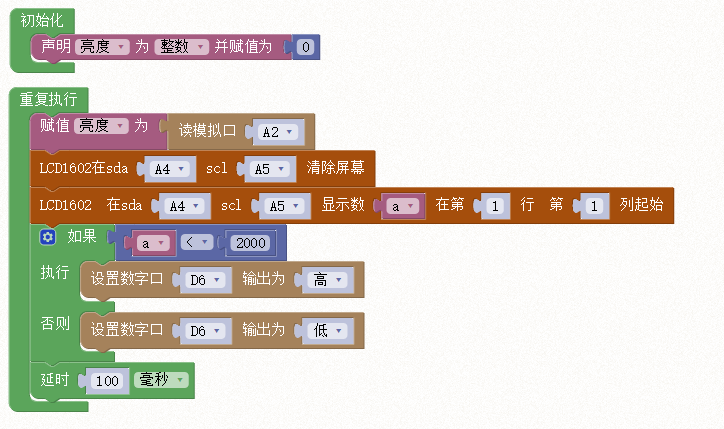 初始化
声明 亮度 为 整数 并赋值为 0
重复执行
赋值 亮度 为 读模拟口 A2
LCD1602在sda A4 scl A5 清除屏幕
LCD1602 在sda A4 scl A5 显示数 a 在第 1 行 第 1 列起始
如果 a < 2000
执行 设置数字口 D6 输出为 高
否则 设置数字口 D6 输出为 低
延时 100 毫秒